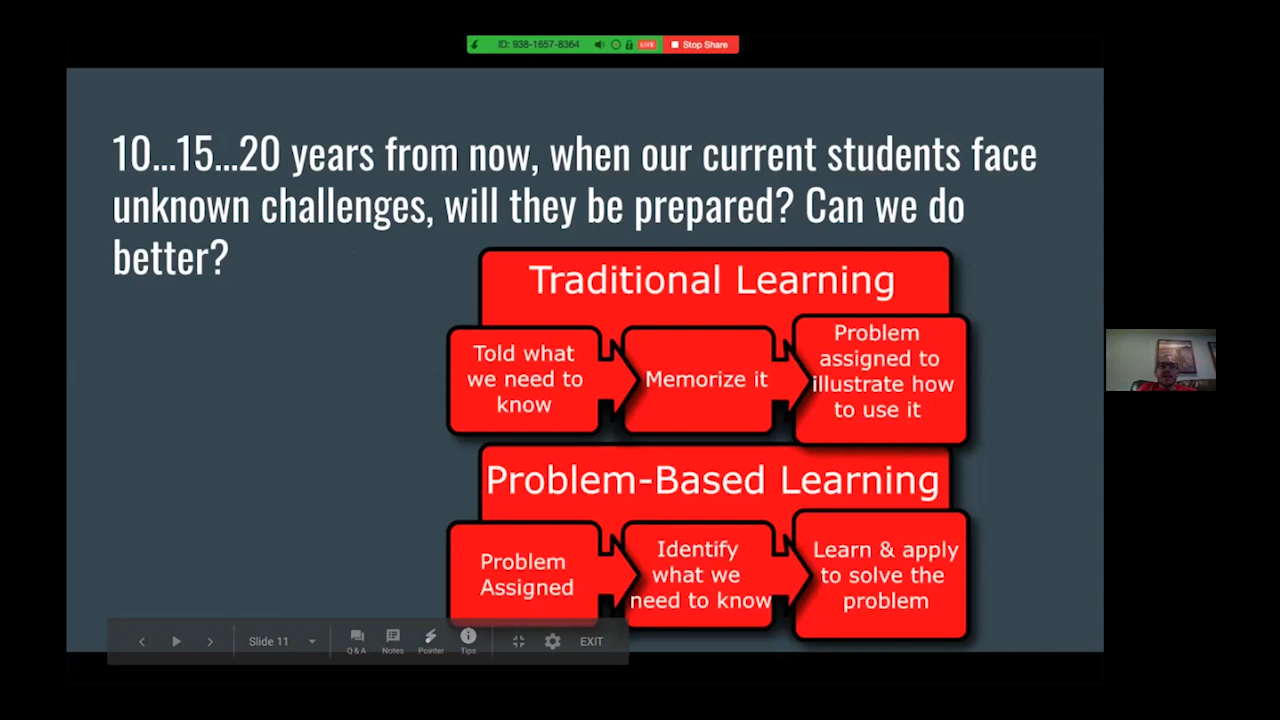 ID: 938-1657-8364 LIVE Stop Share
10...15...20 years from now, when our current students face
unknown challenges, will they be prepared? Can we do
better?
Traditional Learning
Told what
we need to
know
Memorize it
Problem
assigned to
illustrate how
to use it
Problem-Based Learning
Problem
Assigned
Identify
what we
need to know
Learn & apply
to solve the
problem
Slide 11
Q & A
Notes
Pointer
Tips
EXIT